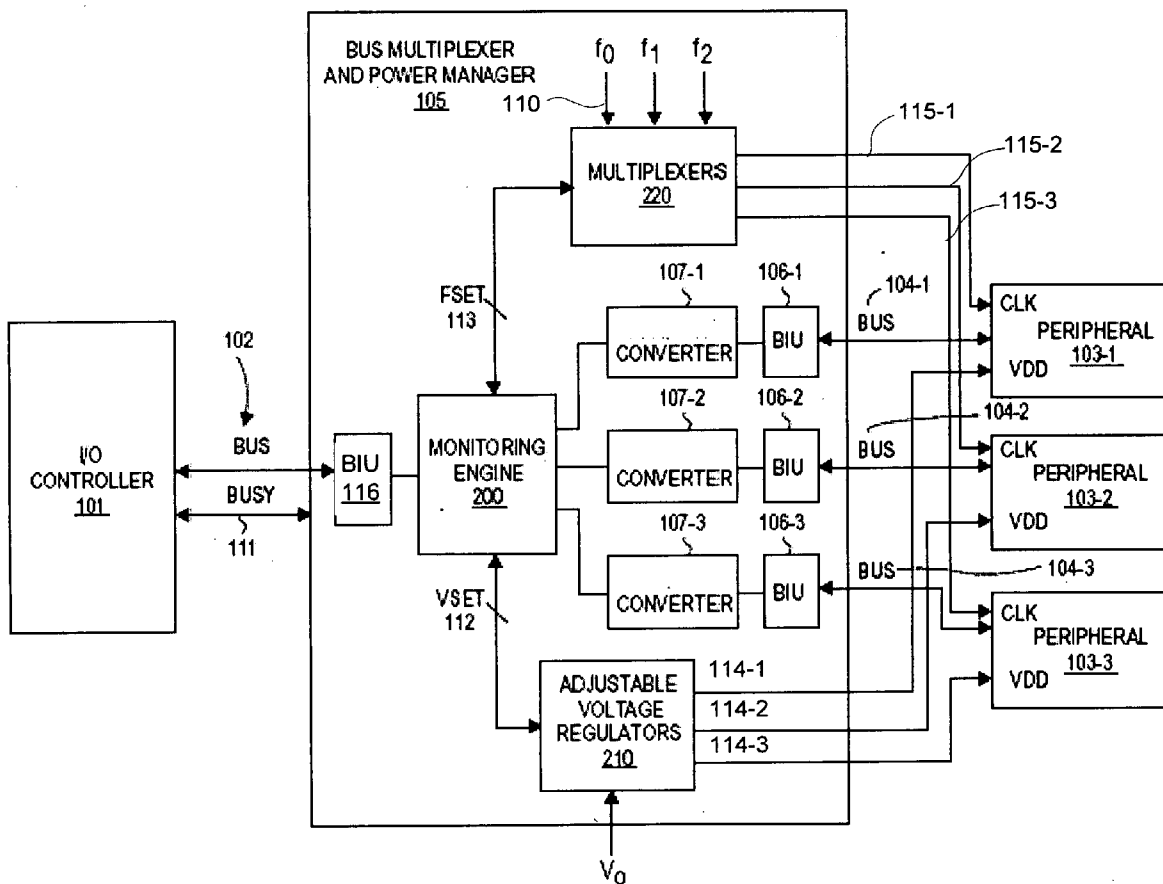 BUS MULTIPLEXER
AND POWER MANAGER
105
f0 f1 f2
110
MULTIPLEXERS
220
115-1
115-2
115-3
FSET
113
107-1
CONVERTER
106-1
BIU
104-1
BUS
CLK
PERIPHERAL
103-1
VDD
102
BUS
I/O
CONTROLLER
101
BUSY
111
BIU
116
MONITORING
ENGINE
200
107-2
CONVERTER
106-2
BIU
104-2
BUS
CLK
PERIPHERAL
103-2
VDD
107-3
CONVERTER
106-3
BIU
BUS
104-3
CLK
PERIPHERAL
103-3
VDD
VSET
112
ADJUSTABLE
VOLTAGE
REGULATORS
210
114-1
114-2
114-3